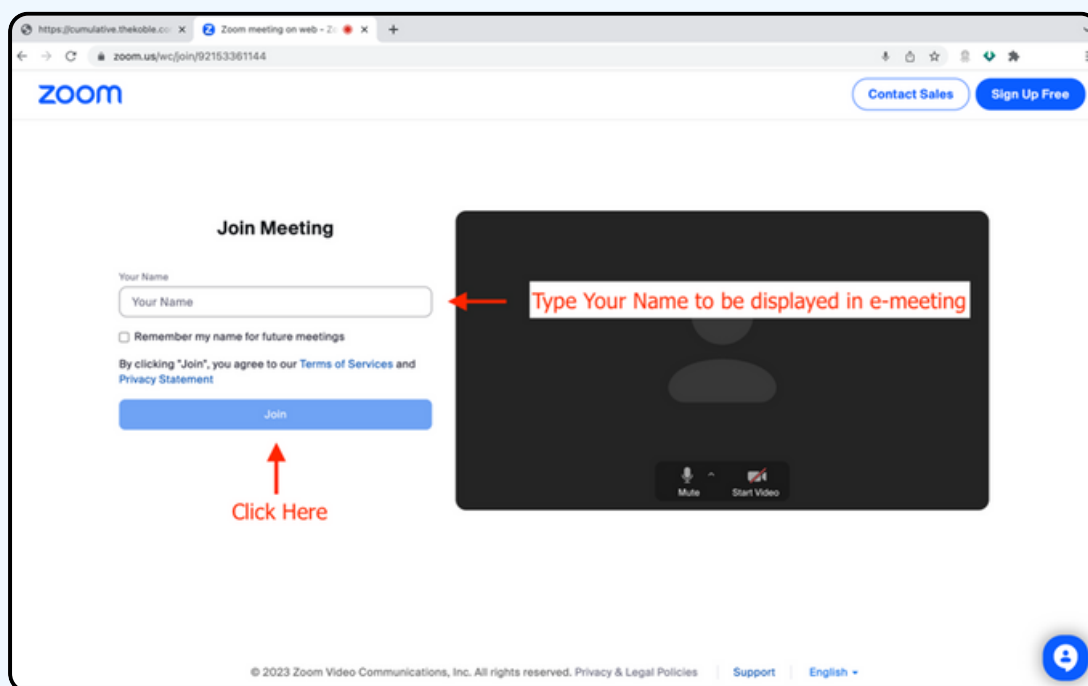 https://cumulative.thekoble.co
Zoom meeting on web - Z
zoom.us/wc/join/92153361144
zoom
Contact Sales
Sign Up Free
Join Meeting
Your Name
Your Name
Type Your Name to be displayed in e-meeting
Remember my name for future meetings
By clicking "Join", you agree to our Terms of Services and
Privacy Statement
Join
Mute
Start Video
Click Here
© 2023 Zoom Video Communications, Inc. All rights reserved. Privacy & Legal Policies
Support
English